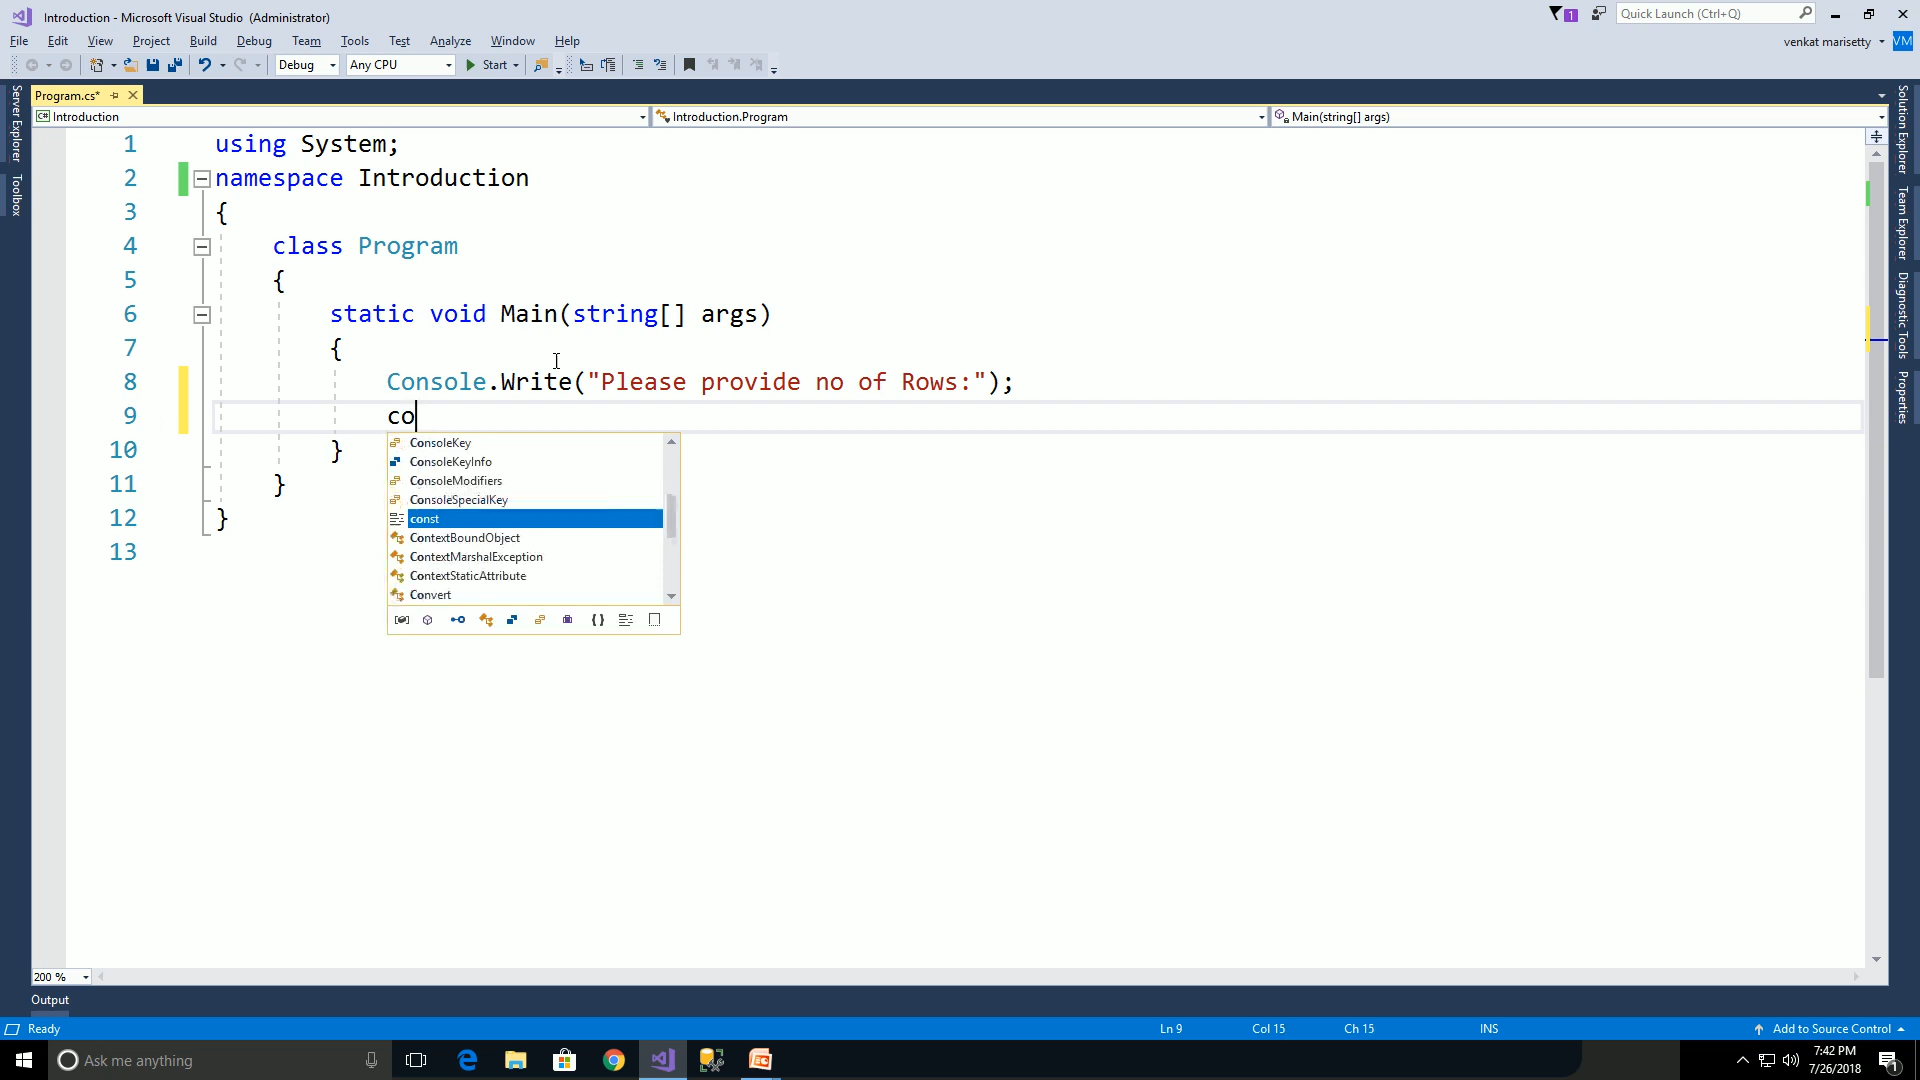 Introduction - Microsoft Visual Studio (Administrator)
1
Quick Launch (Ctrl+Q)
File Edit View Project Build Debug Team Tools Test Analyze Window Help
venkat marisetty VM
Debug Any CPU Start
Server Explorer
Toolbox
Program.cs*
Introduction Introduction.Program Main(string[] args)
1 using System;
2 namespace Introduction
3 {
4 class Program
5 {
6 static void Main(string[] args)
7 {
8 Console.Write("Please provide no of Rows:");
9 co
10 }
11 }
12 }
13
ConsoleKey
ConsoleKeyInfo
ConsoleModifiers
ConsoleSpecialKey
const
ContextBoundObject
ContextMarshalException
ContextStaticAttribute
Convert
Solution Explorer
Team Explorer
Diagnostic Tools
Properties
200 %
Output
Ready Ln 9 Col 15 Ch 15 INS Add to Source Control
Ask me anything
7:42 PM
7/26/2018
1